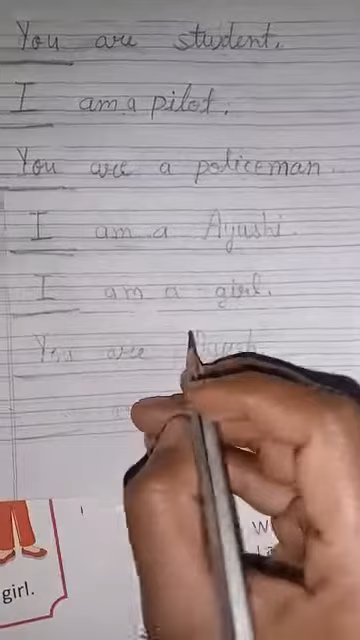 You are student.
I am a pilot.
You are a policeman.
I am a Ayushi.
I am a girl.
You are
girl.